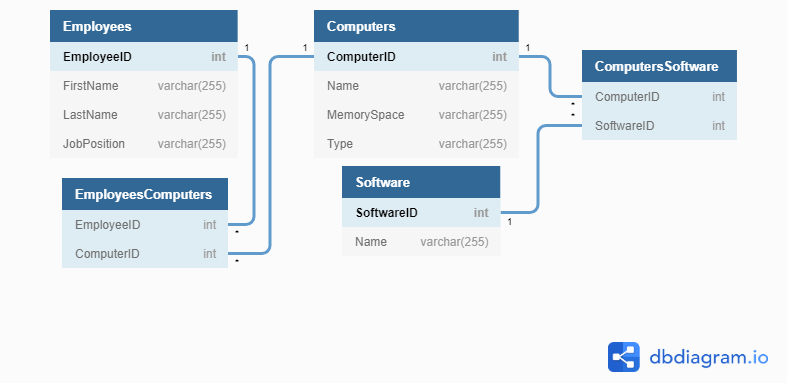 Employees
EmployeeID int
FirstName varchar(255)
LastName varchar(255)
JobPosition varchar(255)
1
1
Computers
ComputerID int
Name varchar(255)
MemorySpace varchar(255)
Type varchar(255)
1
ComputersSoftware
ComputerID int
*
*
SoftwareID int
EmployeesComputers
EmployeeID int
*
ComputerID int
*
Software
SoftwareID int
1
Name varchar(255)
dbdiagram.io